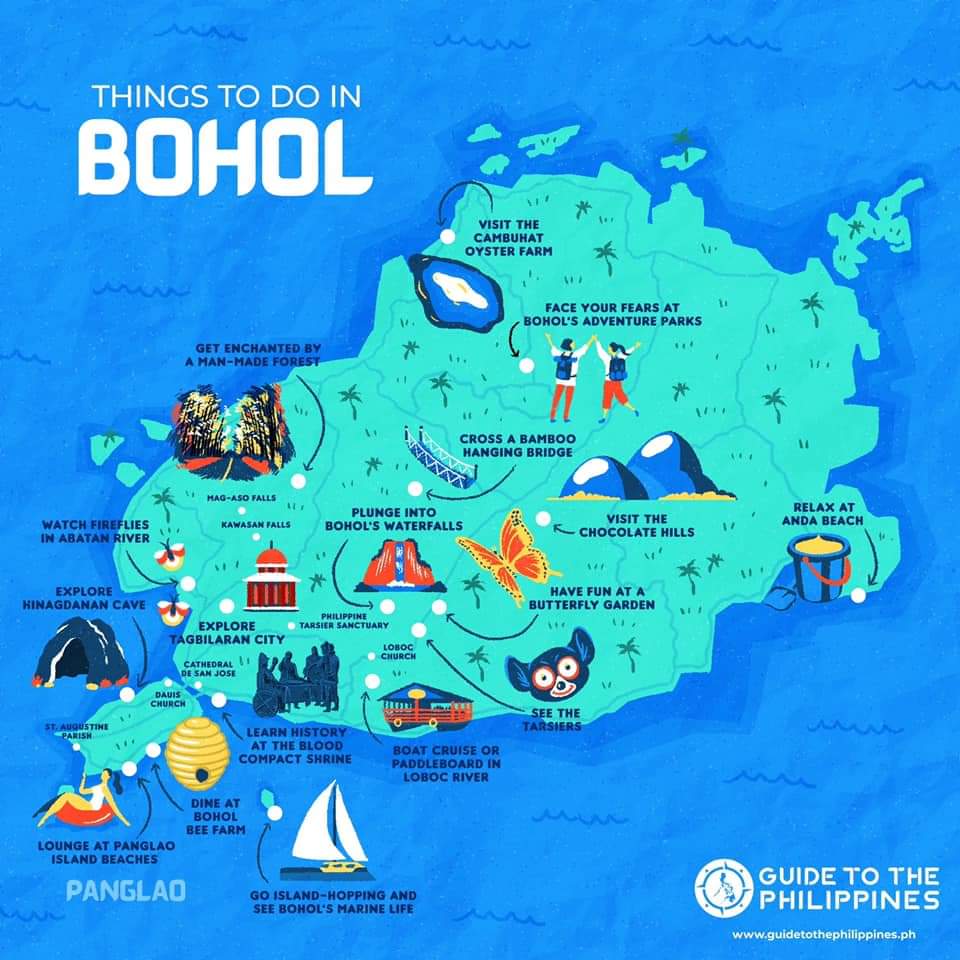 THINGS TO DO IN
BOHOL
VISIT THE
CAMBUHAT
OYSTER FARM
FACE YOUR FEARS AT
BOHOL'S ADVENTURE PARKS
GET ENCHANTED BY
A MAN-MADE FOREST
CROSS A BAMBOO
HANGING BRIDGE
MAG-ASO FALLS
KAWASAN FALLS
PLUNGE INTO
BOHOL'S WATERFALLS
VISIT THE
CHOCOLATE HILLS
RELAX AT
ANDA BEACH
WATCH FIREFLIES
IN ABATAN RIVER
EXPLORE
HINAGDANAN CAVE
HAVE FUN AT A
BUTTERFLY GARDEN
EXPLORE
TAGBILARAN CITY
PHILIPPINE
TARSIER SANCTUARY
LOBOC
CHURCH
CATHEDRAL
DE SAN JOSE
DAUIS
CHURCH
ST. AUGUSTINE
PARISH
SEE THE
TARSIERS
LEARN HISTORY
AT THE BLOOD
COMPACT SHRINE
BOAT CRUISE OR
PADDLEBOARD IN
LOBOC RIVER
DINE AT
BOHOL
BEE FARM
LOUNGE AT PANGLAO
ISLAND BEACHES
PANGLAO
GO ISLAND-HOPPING AND
SEE BOHOL'S MARINE LIFE
GUIDE TO THE
PHILIPPINES
www.guidetothephilippines.ph